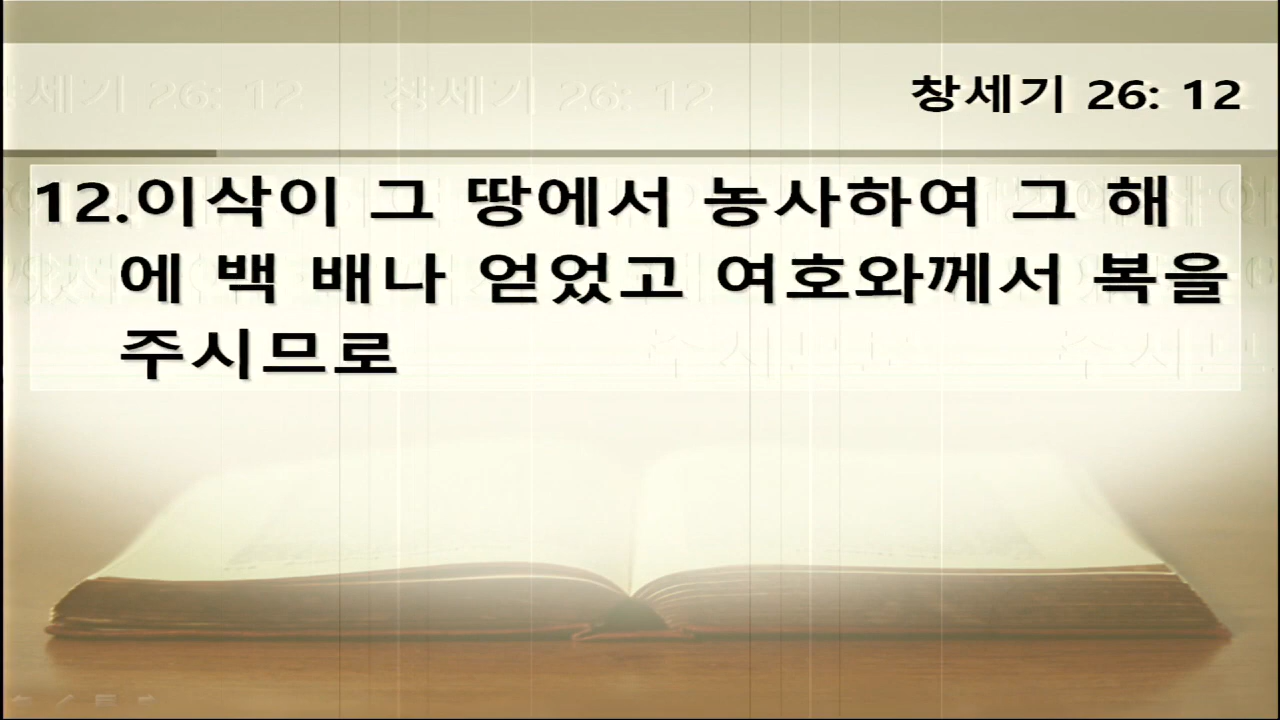 창세기 26: 12
12.이삭이 그 땅에서 농사하여 그 해
에 백 배나 얻었고 여호와께서 복을
주시므로